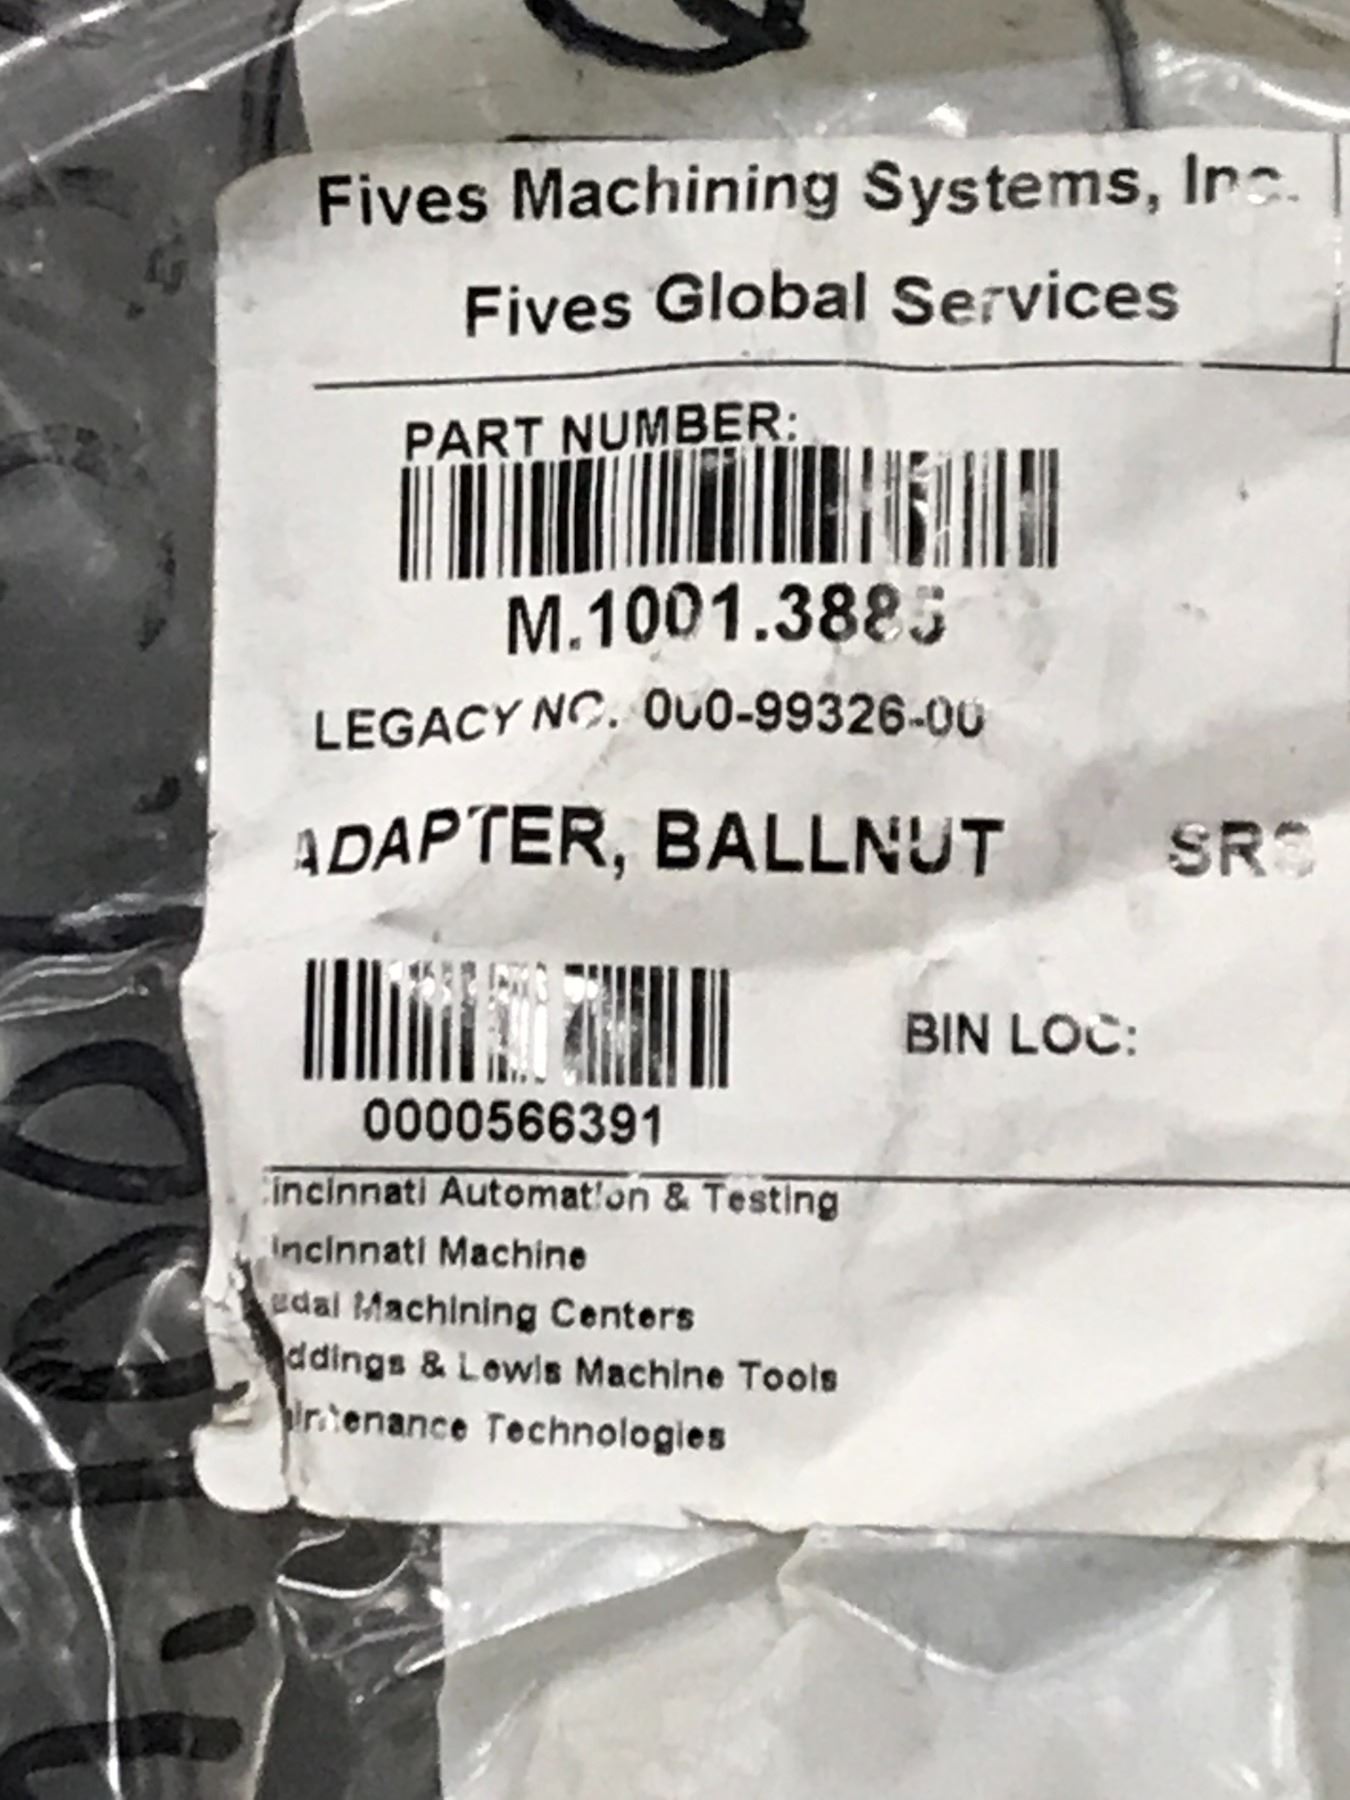 Fives Machining Systems, Inc.
Fives Global Services
PART NUMBER:
M.1001.3885
LEGACY NO. 000-99326-00
ADAPTER, BALLNUT
0000566391
BIN LOC:
incinnati Automation & Testing
incinnati Machine
Machining Centers
ddings & Lewis Machine Tools
Technologies